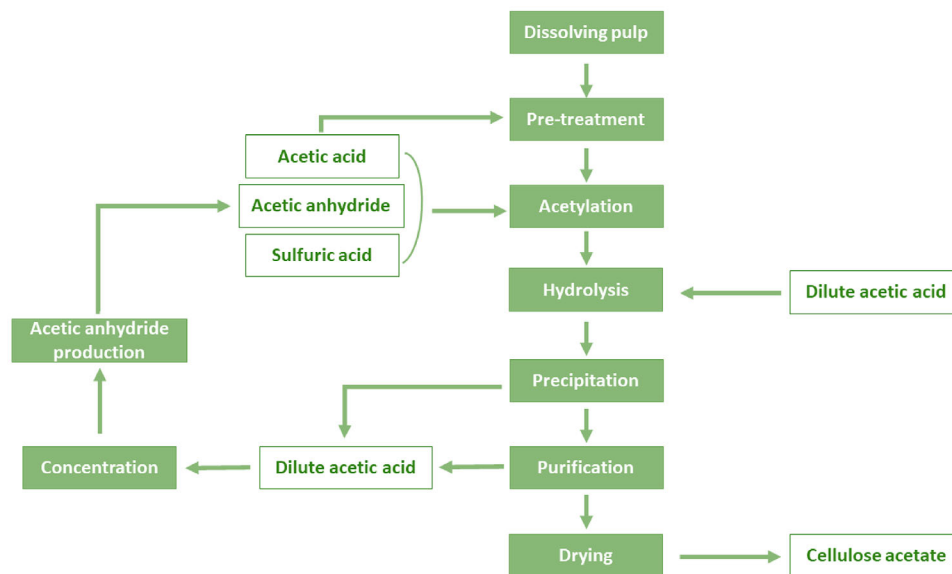 Dissolving pulp
Pre-treatment
Acetic acid
Acetic anhydride
Acetylation
Sulfuric acid
Hydrolysis
Dilute acetic acid
Acetic anhydride
production
Precipitation
Concentration
Dilute acetic acid
Purification
Drying
Cellulose acetate